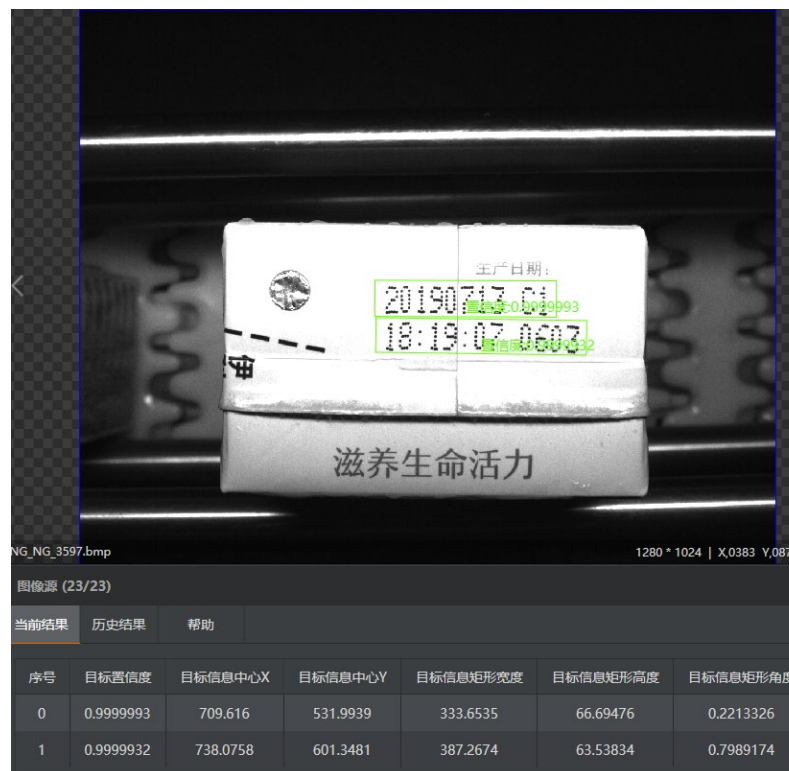 生产日期:
20190712 C1
置信度:0.9999993
18:19:07 0607
置信度:0.9999932
伊
滋养生命活力
NG_NG_3597.bmp
1280 * 1024 | X,0383 Y,087
图像源 (23/23)
当前结果 历史结果 帮助
序号 目标置信度 目标信息中心X 目标信息中心Y 目标信息矩形宽度 目标信息矩形高度 目标信息矩形角度
0 0.9999993 709.616 531.9939 333.6535 66.69476 0.2213326
1 0.9999932 738.0758 601.3481 387.2674 63.53834 0.7989174